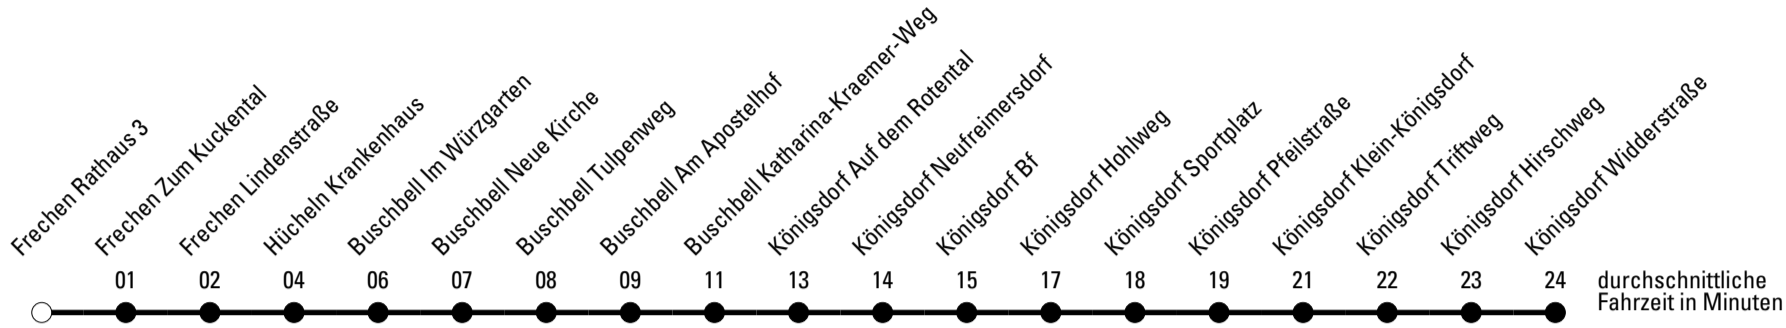 Frechen Rathaus 3
Frechen Zum Kuckental
Frechen Lindenstraße
Hücheln Krankenhaus
Buschbell Im Würzgarten
Buschbell Neue Kirche
Buschbell Tulpenweg
Buschbell Am Apostelhof
Buschbell Katharina-Kraemer-Weg
Königsdorf Auf dem Rotental
Königsdorf Neufreimersdorf
Königsdorf Bf
Königsdorf Hohlweg
Königsdorf Sportplatz
Königsdorf Pfeilstraße
Königsdorf Klein-Königsdorf
Königsdorf Triftweg
Königsdorf Hirschweg
Königsdorf Widderstraße
01 02 04 06 07 08 09 11 13 14 15 17 18 19 21 22 23 24
durchschnittliche
Fahrzeit in Minuten